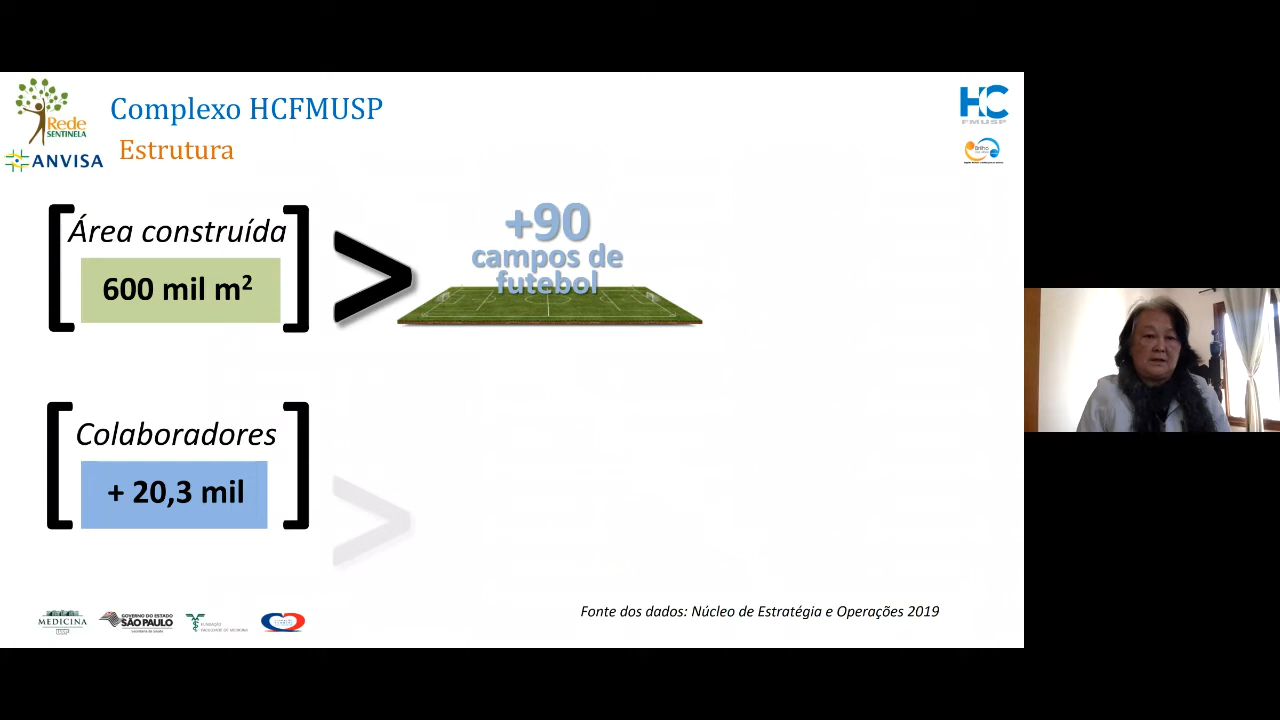 Rede
SENTINELA
ANVISA
Complexo HCFMUSP
Estrutura
HC
FMUSP
Brilho
Área construída
600 mil m²
>
+90
campos de
futebol
Colaboradores
+ 20,3 mil
>
Fonte dos dados: Núcleo de Estratégia e Operações 2019
MEDICINA
USP
GOVERNO DO ESTADO
SÃO PAULO
Secretaria da Saúde
FUNDAÇÃO
FACULDADE DE MEDICINA